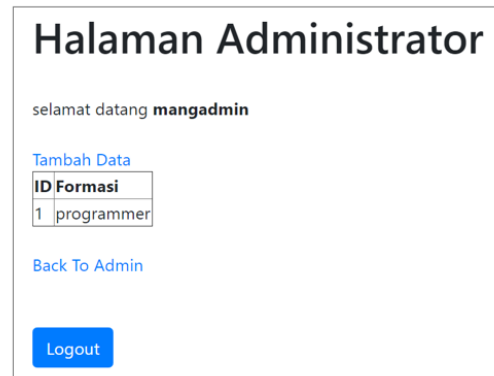 Halaman Administrator
selamat datang mangadmin
Tambah Data
ID Formasi
1 programmer
Back To Admin
Logout